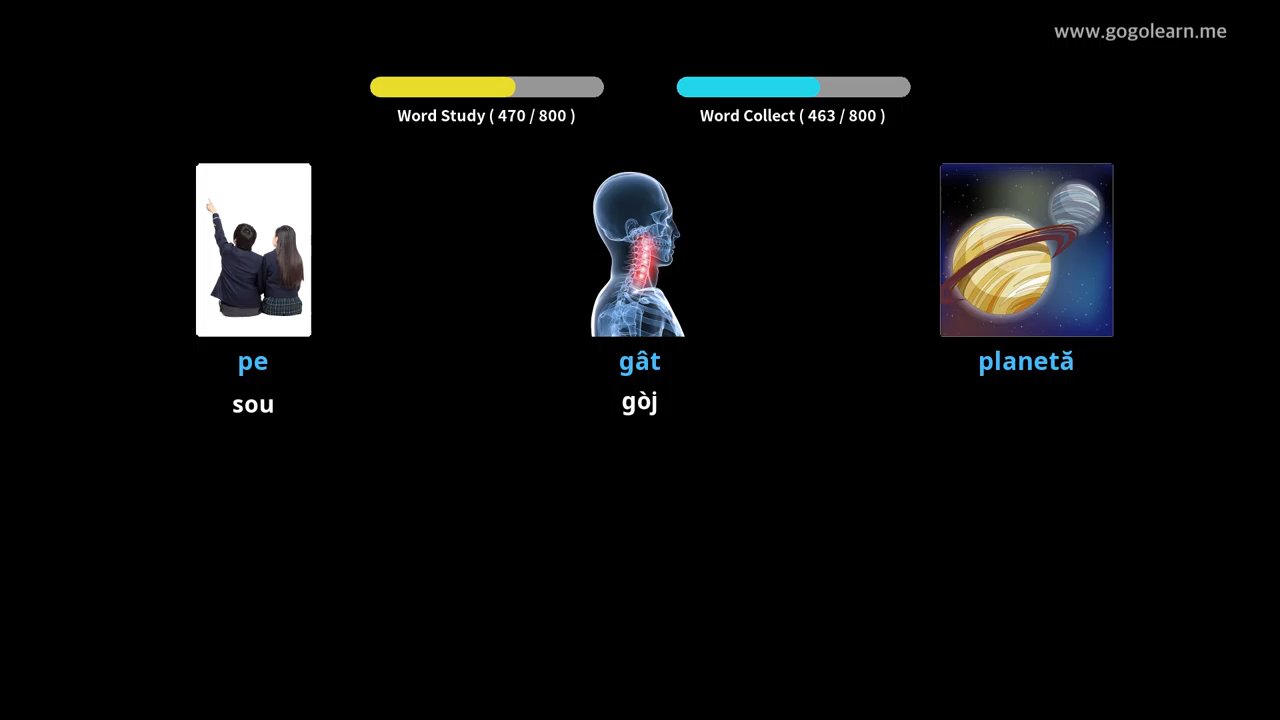 www.gogolearn.me
Word Study ( 470 / 800 )
Word Collect ( 463 / 800 )
pe
gât
planetă
sou
gòj